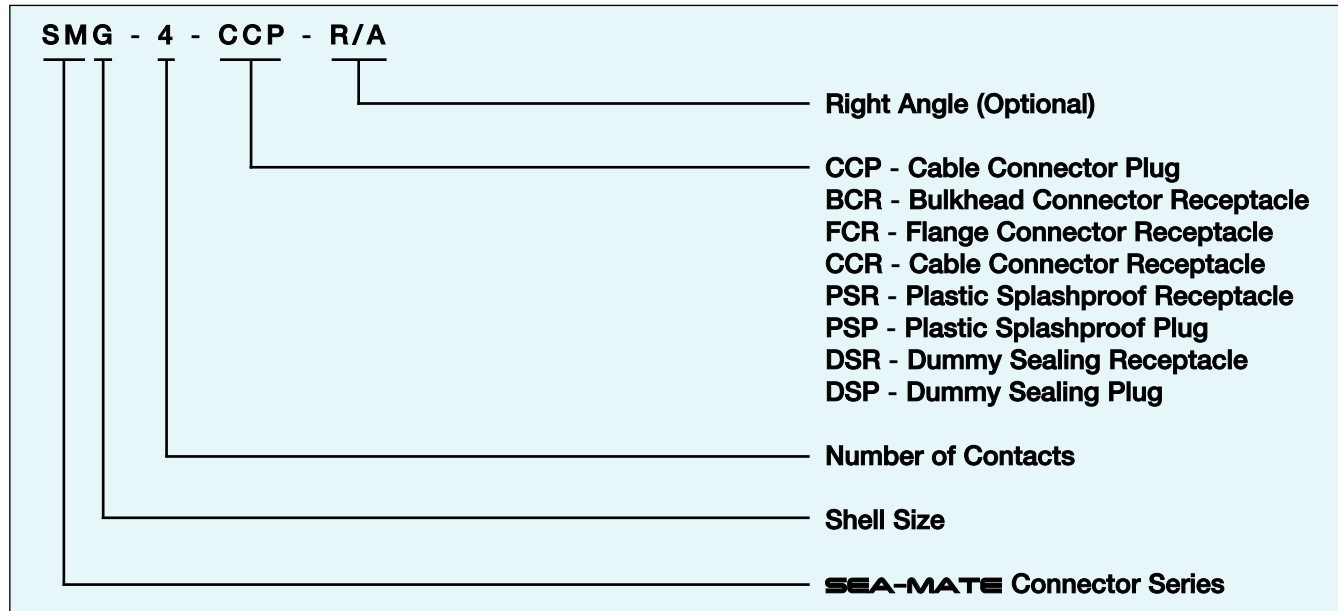 SMG - 4 - CCP - R/A
Right Angle (Optional)
CCP - Cable Connector Plug
BCR - Bulkhead Connector Receptacle
FCR - Flange Connector Receptacle
CCR - Cable Connector Receptacle
PSR - Plastic Splashproof Receptacle
PSP - Plastic Splashproof Plug
DSR - Dummy Sealing Receptacle
DSP - Dummy Sealing Plug
Number of Contacts
Shell Size
SEA-MATE Connector Series